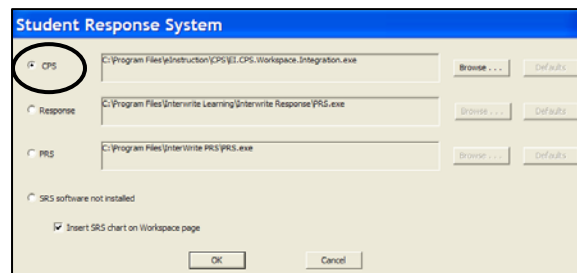 Student Response System
CPS C:\Program Files\eInstruction\CPS\EI.CPS.Workspace.Integration.exe Browse . . . Defaults
Response C:\Program Files\Interwrite Learning\Interwrite Response\PRS.exe Browse . . . Defaults
PRS C:\Program Files\InterWrite PRS\PRS.exe Browse . . . Defaults
SRS software not installed
Insert SRS chart on Workspace page
OK Cancel